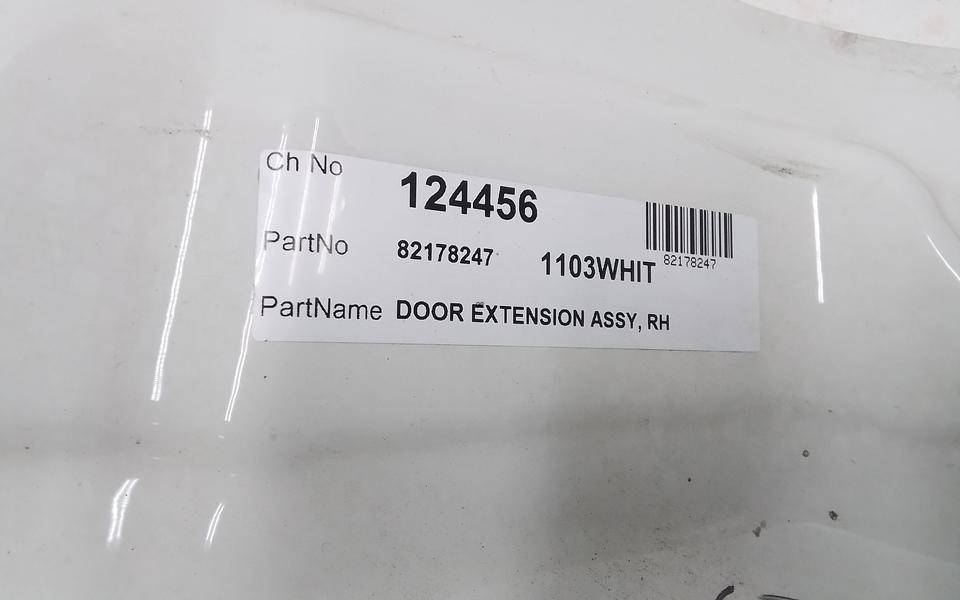 Ch No 124456
PartNo 82178247 1103WHIT 82178247
PartName DOOR EXTENSION ASSY, RH